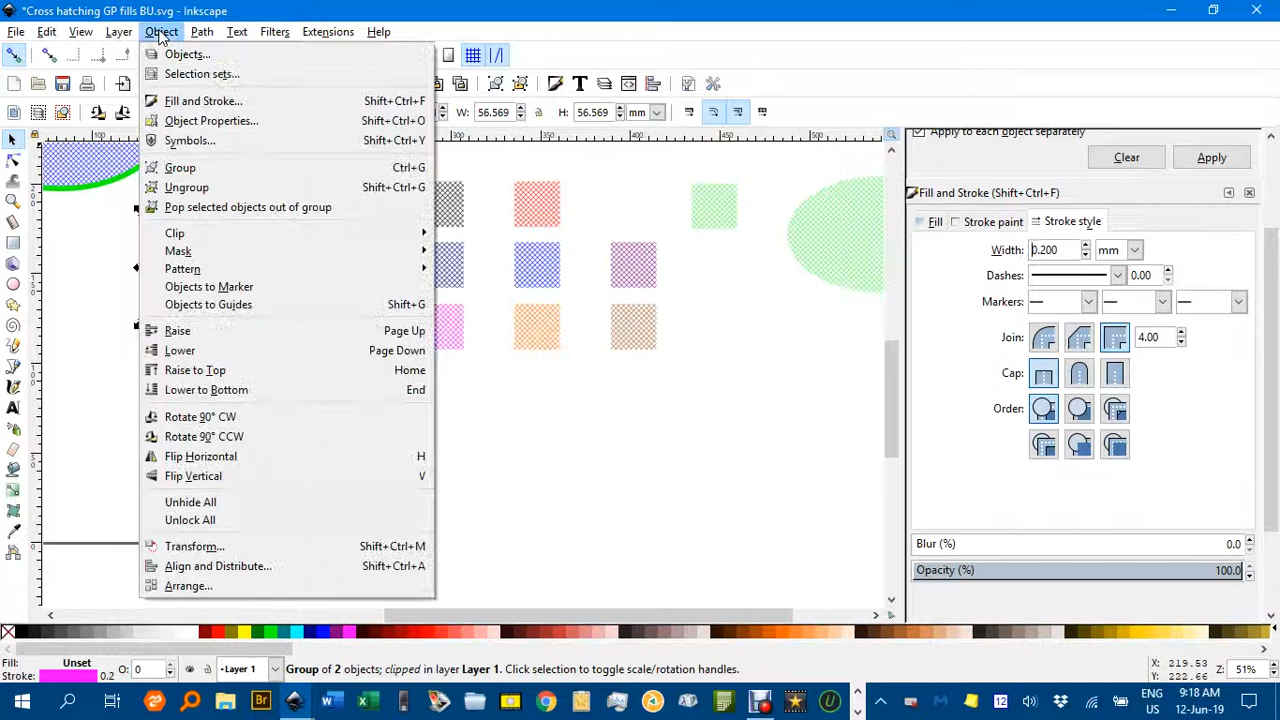 *Cross hatching GP fills BU.svg - Inkscape
File Edit View Layer Object Path Text Filters Extensions Help
W: 56.569 H: 56.569 mm
Objects...
Selection sets...
Fill and Stroke... Shift+Ctrl+F
Object Properties... Shift+Ctrl+O
Symbols... Shift+Ctrl+Y
Group Ctrl+G
Ungroup Shift+Ctrl+G
Pop selected objects out of group
Clip
Mask
Pattern
Objects to Marker
Objects to Guides Shift+G
Raise Page Up
Lower Page Down
Raise to Top Home
Lower to Bottom End
Rotate 90° CW
Rotate 90° CCW
Flip Horizontal H
Flip Vertical V
Unhide All
Unlock All
Transform... Shift+Ctrl+M
Align and Distribute... Shift+Ctrl+A
Arrange...
100 300 350 400 450 500
Apply to each object separately
Clear Apply
Fill and Stroke (Shift+Ctrl+F)
Fill Stroke paint Stroke style
Width: 0.200 mm
Dashes: 0.00
Markers:
Join: 4.00
Cap:
Order:
Blur (%) 0.0
Opacity (%) 100.0
Fill: Unset
Stroke: 0.2
O: 0
Layer 1
Group of 2 objects; clipped in layer Layer 1. Click selection to toggle scale/rotation handles.
X: 219.53
Y: 222.66
Z: 51%
12
ENG
US
9:18 AM
12-Jun-19